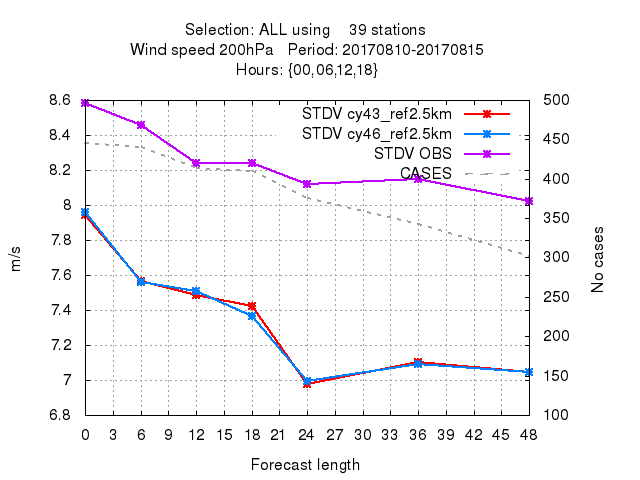 Selection: ALL using 39 stations
Wind speed 200hPa Period: 20170810-20170815
Hours: {00,06,12,18}
8.6
8.4
8.2
8
7.8
7.6
7.4
7.2
7
6.8
m/s
STDV cy43_ref2.5km
STDV cy46_ref2.5km
STDV OBS
CASES
500
450
400
350
300
250
200
150
100
No cases
0 3 6 9 12 15 18 21 24 27 30 33 36 39 42 45 48
Forecast length